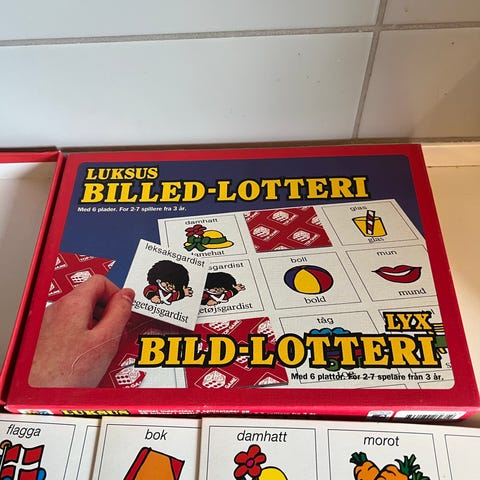 LUKSUS
BILLED-LOTTERI
Med 6 plader. For 2-7 spillere fra 3 år.
damhatt
damehat
glas
glas
leksaksgardist
legetøjsgardist
gardist
boll
bold
mun
mund
tåg
LYX
BILD-LOTTERI
Med 6 plattor. För 2-7 spelare från 3 år.
LUKSUS
flagga
bok
damhatt
morot